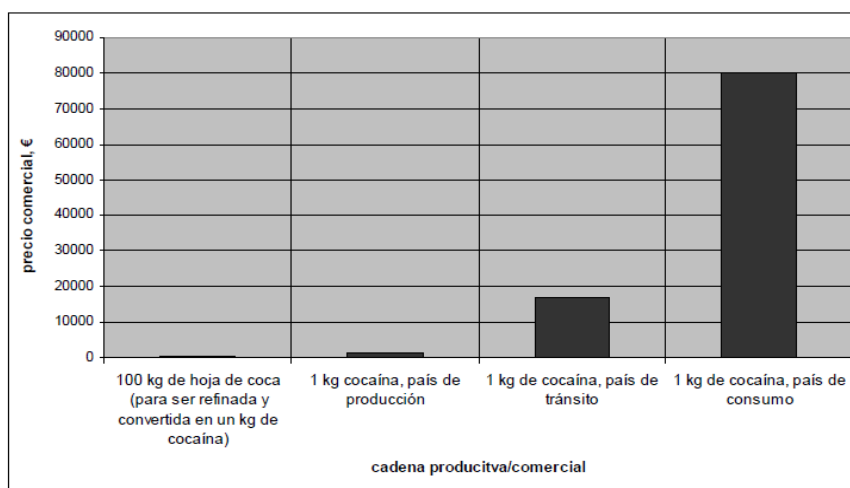 90000
80000
70000
60000
50000
40000
30000
20000
10000
0
precio comercial, €
100 kg de hoja de coca
(para ser refinada y
convertida en un kg de
cocaína)
1 kg cocaína, país de
producción
1 kg de cocaína, país de
tránsito
1 kg de cocaína, país de
consumo
cadena producitva/comercial